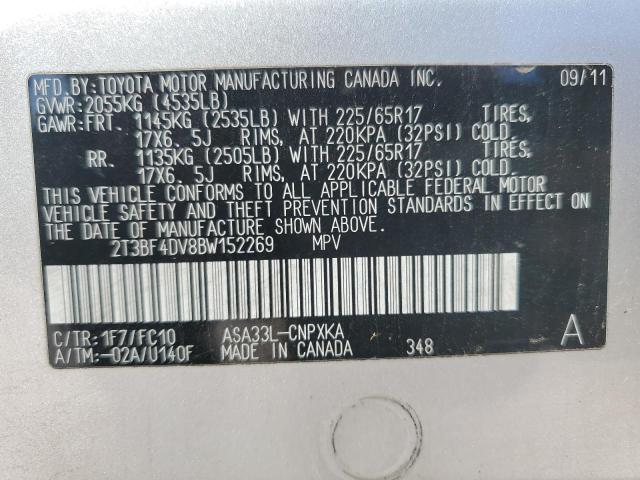 MFD.BY:TOYOTA MOTOR MANUFACTURING CANADA INC. 09/11
GVWR:2055KG (4535LB)
GAWR:FRT. 1145KG (2535LB) WITH 225/65R17 TIRES,
17X6.5J RIMS, AT 220KPA (32PSI) COLD.
RR. 1135KG (2505LB) WITH 225/65R17 TIRES,
17X6.5J RIMS, AT 220KPA (32PSI) COLD.
THIS VEHICLE CONFORMS TO ALL APPLICABLE FEDERAL MOTOR
VEHICLE SAFETY AND THEFT PREVENTION STANDARDS IN EFFECT ON
THE DATE OF MANUFACTURE SHOWN ABOVE.
2T3BF4DV8BW152269 MPV
C/TR:1F7/FC10 ASA33L-CNPXKA A
A/TM:-02A/U140F MADE IN CANADA 348